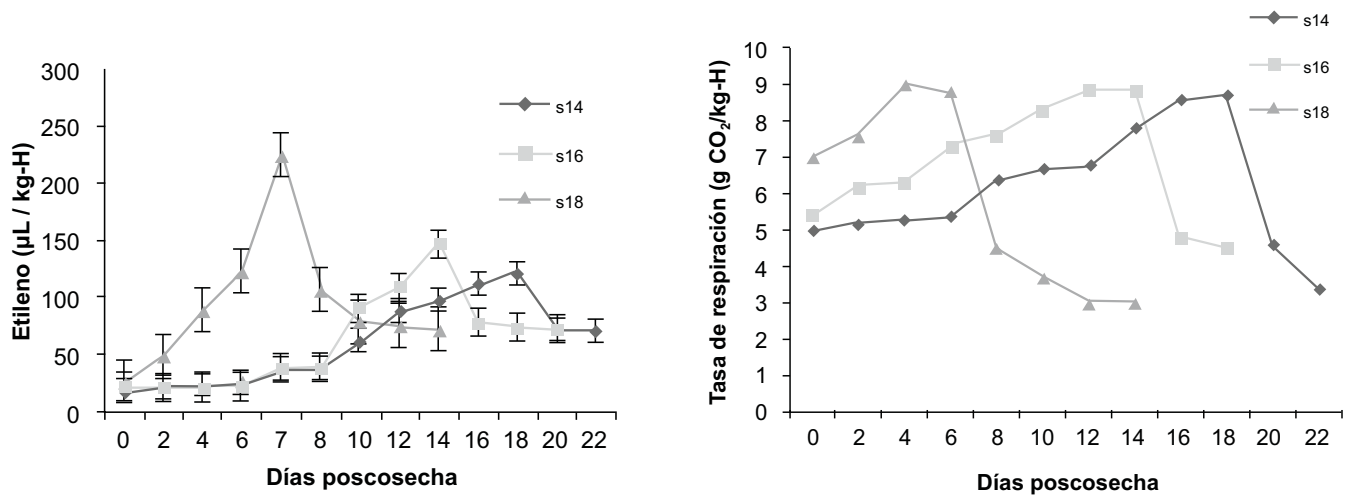 300
250
200
150
100
50
0
Etileno (µL / kg-H)
s14
s16
s18
0 2 4 6 7 8 10 12 14 16 18 20 22
Días poscosecha
10
9
8
7
6
5
4
3
2
1
0
Tasa de respiración (g CO₂/kg-H)
s14
s16
s18
0 2 4 6 8 10 12 14 16 18 20 22
Días poscosecha